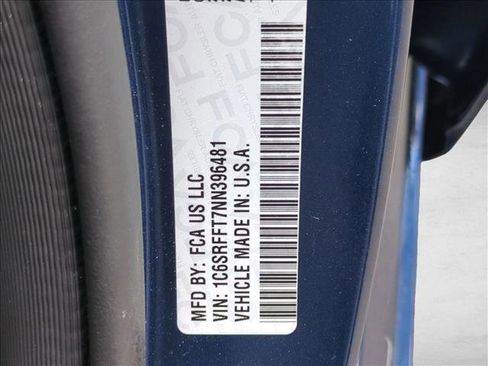 MFD BY: FCA US LLC
VIN: 1C6SRFFT7NN396481
VEHICLE MADE IN: U.S.A.